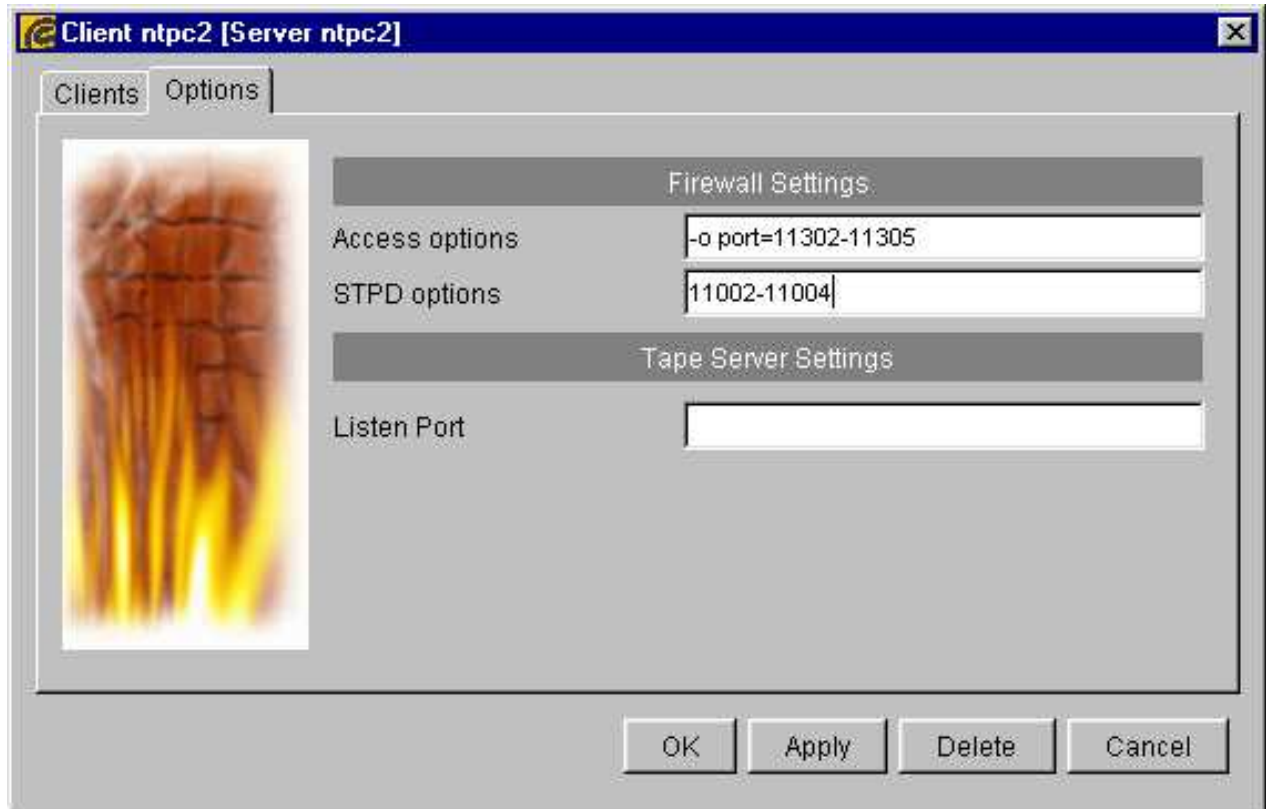 Client ntpc2 [Server ntpc2]
Clients Options
Firewall Settings
Access options -o port=11302-11305
STPD options 11002-11004
Tape Server Settings
Listen Port
OK Apply Delete Cancel